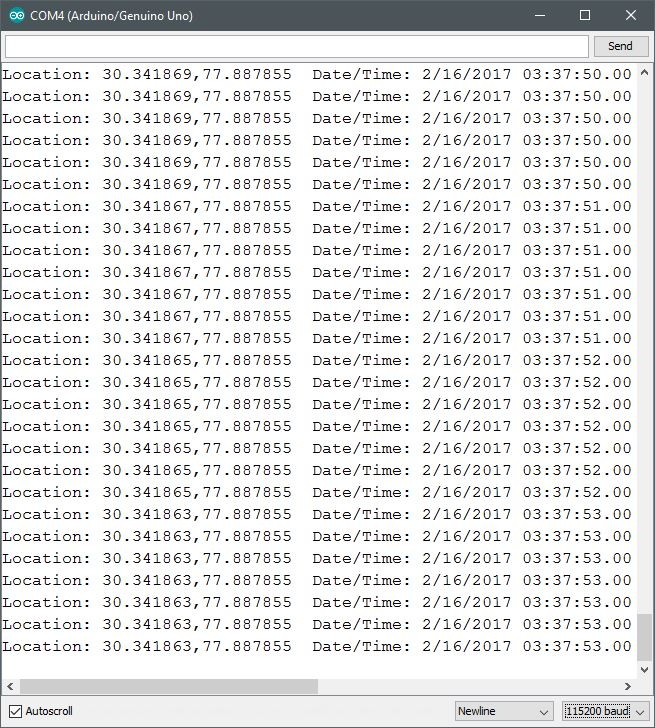 COM4 (Arduino/Genuino Uno)
Send
Location: 30.341869,77.887855  Date/Time: 2/16/2017 03:37:50.00
Location: 30.341869,77.887855  Date/Time: 2/16/2017 03:37:50.00
Location: 30.341869,77.887855  Date/Time: 2/16/2017 03:37:50.00
Location: 30.341869,77.887855  Date/Time: 2/16/2017 03:37:50.00
Location: 30.341869,77.887855  Date/Time: 2/16/2017 03:37:50.00
Location: 30.341869,77.887855  Date/Time: 2/16/2017 03:37:50.00
Location: 30.341867,77.887855  Date/Time: 2/16/2017 03:37:51.00
Location: 30.341867,77.887855  Date/Time: 2/16/2017 03:37:51.00
Location: 30.341867,77.887855  Date/Time: 2/16/2017 03:37:51.00
Location: 30.341867,77.887855  Date/Time: 2/16/2017 03:37:51.00
Location: 30.341867,77.887855  Date/Time: 2/16/2017 03:37:51.00
Location: 30.341867,77.887855  Date/Time: 2/16/2017 03:37:51.00
Location: 30.341867,77.887855  Date/Time: 2/16/2017 03:37:51.00
Location: 30.341865,77.887855  Date/Time: 2/16/2017 03:37:52.00
Location: 30.341865,77.887855  Date/Time: 2/16/2017 03:37:52.00
Location: 30.341865,77.887855  Date/Time: 2/16/2017 03:37:52.00
Location: 30.341865,77.887855  Date/Time: 2/16/2017 03:37:52.00
Location: 30.341865,77.887855  Date/Time: 2/16/2017 03:37:52.00
Location: 30.341865,77.887855  Date/Time: 2/16/2017 03:37:52.00
Location: 30.341865,77.887855  Date/Time: 2/16/2017 03:37:52.00
Location: 30.341863,77.887855  Date/Time: 2/16/2017 03:37:53.00
Location: 30.341863,77.887855  Date/Time: 2/16/2017 03:37:53.00
Location: 30.341863,77.887855  Date/Time: 2/16/2017 03:37:53.00
Location: 30.341863,77.887855  Date/Time: 2/16/2017 03:37:53.00
Location: 30.341863,77.887855  Date/Time: 2/16/2017 03:37:53.00
Location: 30.341863,77.887855  Date/Time: 2/16/2017 03:37:53.00
Location: 30.341863,77.887855  Date/Time: 2/16/2017 03:37:53.00
Autoscroll Newline 115200 baud